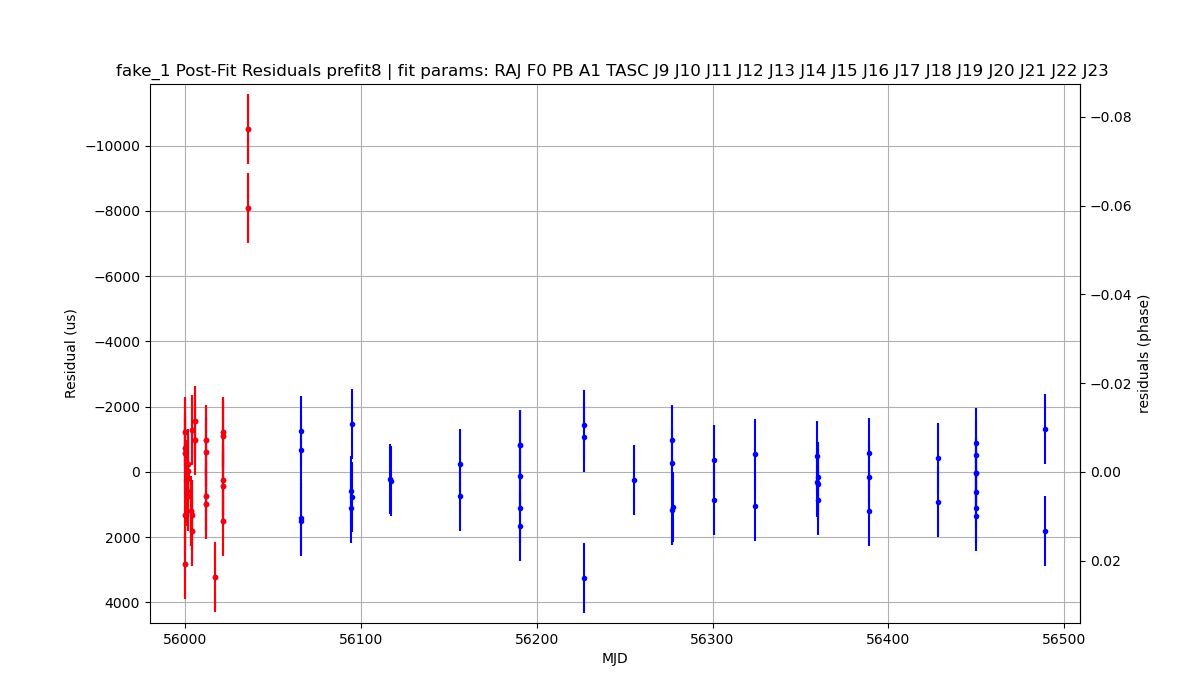 fake_1 Post-Fit Residuals prefit8 | fit params: RAJ F0 PB A1 TASC J9 J10 J11 J12 J13 J14 J15 J16 J17 J18 J19 J20 J21 J22 J23
−10000
−8000
−6000
−4000
−2000
0
2000
4000
Residual (us)
−0.08
−0.06
−0.04
−0.02
0.00
0.02
residuals (phase)
56000 56100 56200 56300 56400 56500
MJD